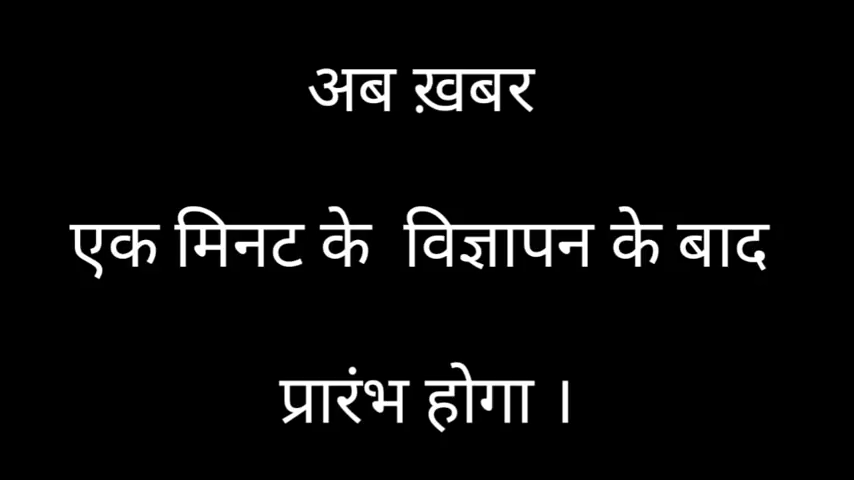 अब ख़बर
एक मिनट के विज्ञापन के बाद
प्रारंभ होगा ।